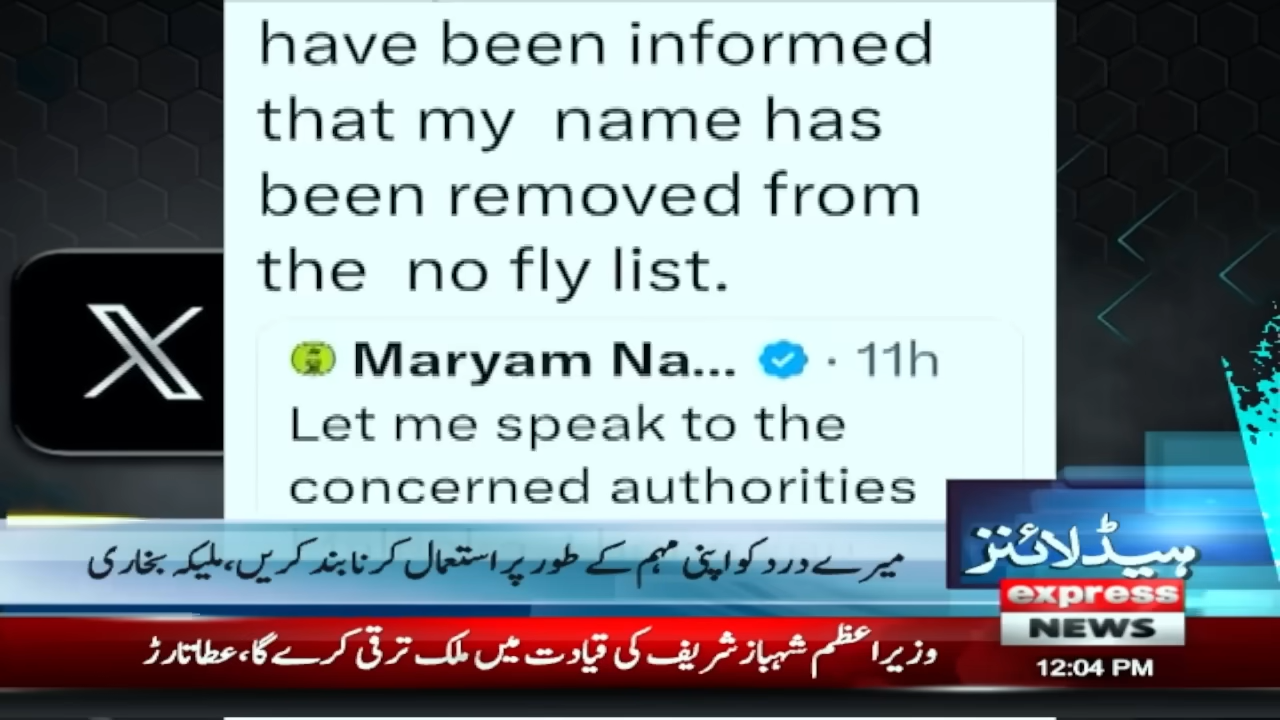 have been informed
that my name has
been removed from
the no fly list.
Maryam Na... · 11h
Let me speak to the
concerned authorities
میرے درد کو اپنی مہم کے طور پر استعمال کرنا بند کریں، ملیکہ بخاری
ہیڈلائنز
express
NEWS
وزیراعظم شہباز شریف کی قیادت میں ملک ترقی کرے گا، عطا تارڑ
12:04 PM